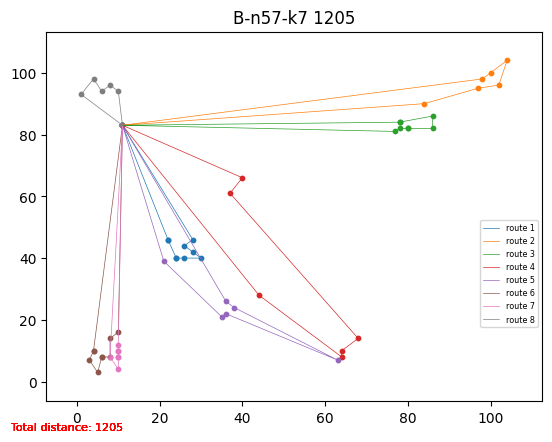 B-n57-k7 1205
100
80
60
40
20
0
route 1
route 2
route 3
route 4
route 5
route 6
route 7
route 8
0 20 40 60 80 100
Total distance: 1205